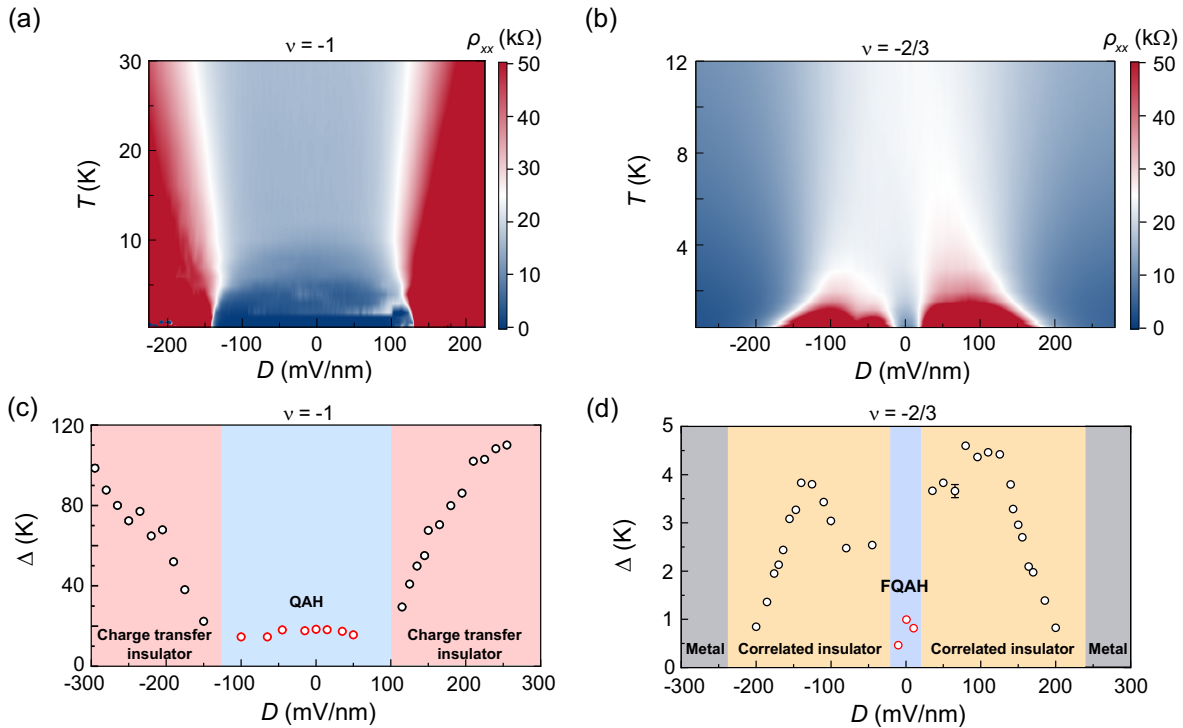 (a)
ν = -1
ρxx (kΩ)
30
20
10
T (K)
-200
-100
0
100
200
D (mV/nm)
50
40
30
20
10
0
(b)
ν = -2/3
ρxx (kΩ)
12
8
4
T (K)
-200
-100
0
100
200
D (mV/nm)
50
40
30
20
10
0
(c)
ν = -1
120
80
40
0
Δ (K)
QAH
Charge transfer
insulator
Charge transfer
insulator
-300
-200
-100
0
100
200
300
D (mV/nm)
(d)
ν = -2/3
5
4
3
2
1
0
Δ (K)
FQAH
Metal
Correlated insulator
Correlated insulator
Metal
-300
-200
-100
0
100
200
300
D (mV/nm)